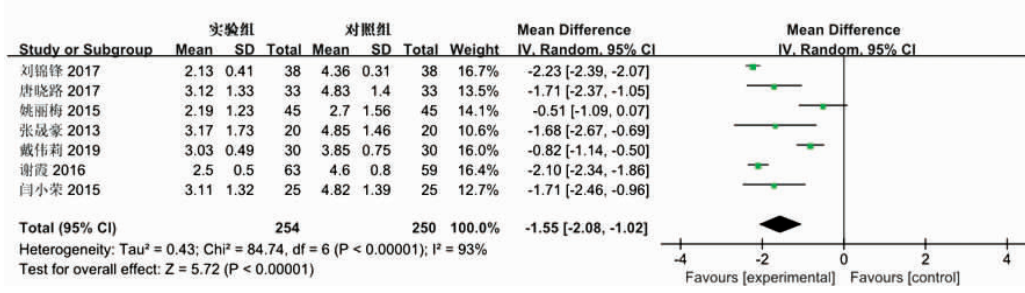 实验组 对照组 Mean Difference Mean Difference
Study or Subgroup Mean SD Total Mean SD Total Weight IV, Random, 95% CI IV, Random, 95% CI
刘锦锋 2017 2.13 0.41 38 4.36 0.31 38 16.7% -2.23 [-2.39, -2.07]
唐晓路 2017 3.12 1.33 33 4.83 1.4 33 13.5% -1.71 [-2.37, -1.05]
姚丽梅 2015 2.19 1.23 45 2.7 1.56 45 14.1% -0.51 [-1.09, 0.07]
张晟豪 2013 3.17 1.73 20 4.85 1.46 20 10.6% -1.68 [-2.67, -0.69]
戴伟莉 2019 3.03 0.49 30 3.85 0.75 30 16.0% -0.82 [-1.14, -0.50]
谢霞 2016 2.5 0.5 63 4.6 0.8 59 16.4% -2.10 [-2.34, -1.86]
闫小荣 2015 3.11 1.32 25 4.82 1.39 25 12.7% -1.71 [-2.46, -0.96]
Total (95% CI) 254 250 100.0% -1.55 [-2.08, -1.02]
Heterogeneity: Tau² = 0.43; Chi² = 84.74, df = 6 (P < 0.00001); I² = 93%
Test for overall effect: Z = 5.72 (P < 0.00001)
-4 -2 0 2 4
Favours [experimental] Favours [control]